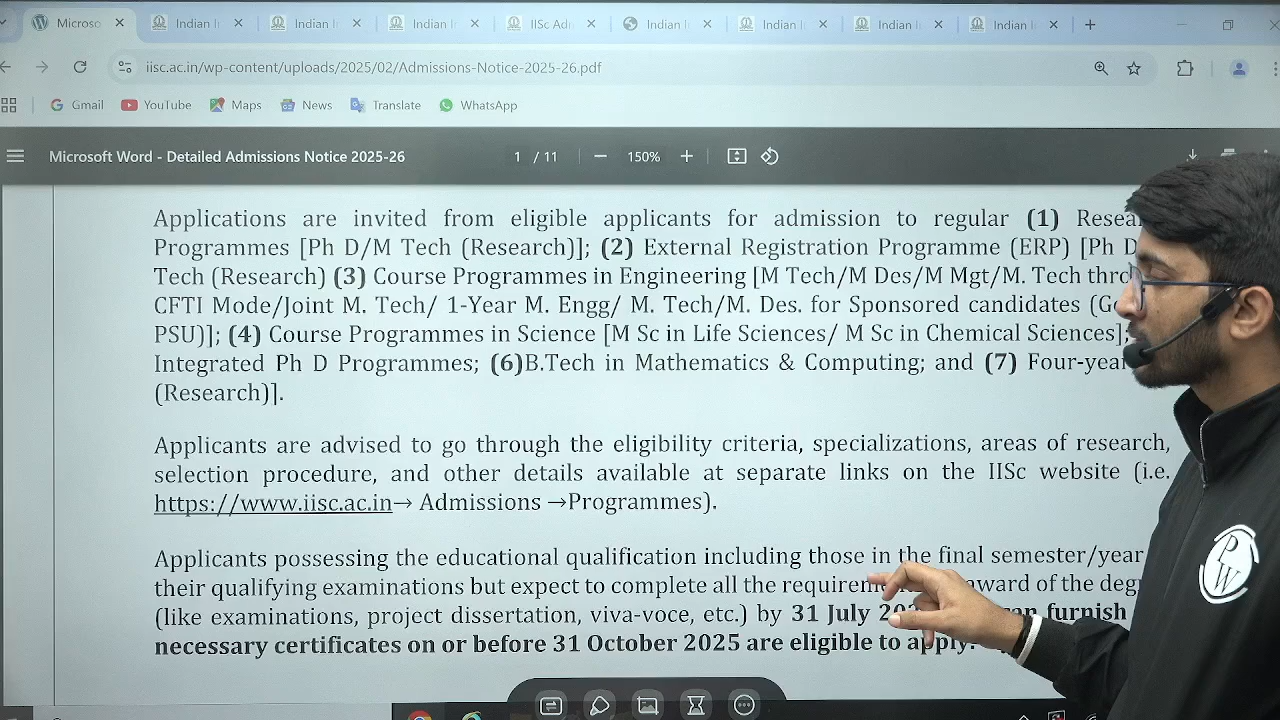 Microso
Indian I
Indian I
Indian I
IISc Ad
Indian I
Indian I
Indian I
Indian I
iisc.ac.in/wp-content/uploads/2025/02/Admissions-Notice-2025-26.pdf
Gmail YouTube Maps News Translate WhatsApp
Microsoft Word - Detailed Admissions Notice 2025-26 1 / 11 150%
Applications are invited from eligible applicants for admission to regular (1) Resea
Programmes [Ph D/M Tech (Research)]; (2) External Registration Programme (ERP) [Ph D
Tech (Research) (3) Course Programmes in Engineering [M Tech/M Des/M Mgt/M. Tech thro
CFTI Mode/Joint M. Tech/ 1-Year M. Engg/ M. Tech/M. Des. for Sponsored candidates (Go
PSU)]; (4) Course Programmes in Science [M Sc in Life Sciences/ M Sc in Chemical Sciences];
Integrated Ph D Programmes; (6)B.Tech in Mathematics & Computing; and (7) Four-year
(Research)].
Applicants are advised to go through the eligibility criteria, specializations, areas of research,
selection procedure, and other details available at separate links on the IISc website (i.e.
https://www.iisc.ac.in→ Admissions →Programmes).
Applicants possessing the educational qualification including those in the final semester/year
their qualifying examinations but expect to complete all the requirem award of the deg
(like examinations, project dissertation, viva-voce, etc.) by 31 July 20 furnish
necessary certificates on or before 31 October 2025 are eligible to apply.
PW